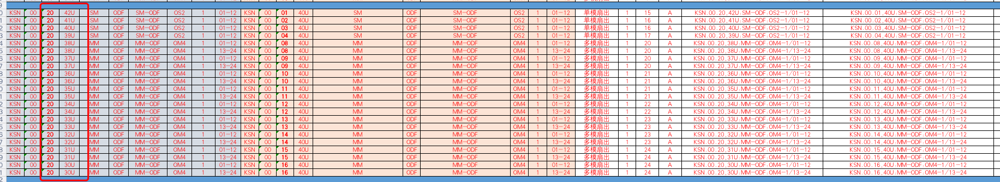 9
0 KSN 00 20 42U SM ODF SM-ODF OS2 1 01-12 KSN 00 01 40U SM ODF SM-ODF OS2 1 01-12 单模扇出 1 15 A KSN.00.20,42U:SM-ODF:OS2-1/01-12 KSN.00.01,40U:SM-ODF:OS2-1/01-12
1 KSN 00 20 41U SM ODF SM-ODF OS2 1 01-12 KSN 00 02 40U SM ODF SM-ODF OS2 1 01-12 单模扇出 1 16 A KSN.00.20,41U:SM-ODF:OS2-1/01-12 KSN.00.02,40U:SM-ODF:OS2-1/01-12
2 KSN 00 20 40U SM ODF SM-ODF OS2 1 01-12 KSN 00 03 40U SM ODF SM-ODF OS2 1 01-12 单模扇出 1 16 A KSN.00.20,40U:SM-ODF:OS2-1/01-12 KSN.00.03,40U:SM-ODF:OS2-1/01-12
3 KSN 00 20 39U SM ODF SM-ODF OS2 1 01-12 KSN 00 04 40U SM ODF SM-ODF OS2 1 01-12 单模扇出 1 17 A KSN.00.20,39U:SM-ODF:OS2-1/01-12 KSN.00.04,40U:SM-ODF:OS2-1/01-12
4 KSN 00 20 38U MM ODF MM-ODF OM4 1 01-12 KSN 00 08 40U MM ODF MM-ODF OM4 1 01-12 多模扇出 1 20 A KSN.00.20,38U:MM-ODF:OM4-1/01-12 KSN.00.08,40U:MM-ODF:OM4-1/01-12
5 KSN 00 20 38U MM ODF MM-ODF OM4 1 13-24 KSN 00 08 40U MM ODF MM-ODF OM4 1 13-24 多模扇出 1 20 A KSN.00.20,38U:MM-ODF:OM4-1/13-24 KSN.00.08,40U:MM-ODF:OM4-1/13-24
6 KSN 00 20 37U MM ODF MM-ODF OM4 1 01-12 KSN 00 09 40U MM ODF MM-ODF OM4 1 01-12 多模扇出 1 20 A KSN.00.20,37U:MM-ODF:OM4-1/01-12 KSN.00.09,40U:MM-ODF:OM4-1/01-12
7 KSN 00 20 37U MM ODF MM-ODF OM4 1 13-24 KSN 00 09 40U MM ODF MM-ODF OM4 1 13-24 多模扇出 1 20 A KSN.00.20,37U:MM-ODF:OM4-1/13-24 KSN.00.09,40U:MM-ODF:OM4-1/13-24
8 KSN 00 20 36U MM ODF MM-ODF OM4 1 01-12 KSN 00 10 40U MM ODF MM-ODF OM4 1 01-12 多模扇出 1 21 A KSN.00.20,36U:MM-ODF:OM4-1/01-12 KSN.00.10,40U:MM-ODF:OM4-1/01-12
9 KSN 00 20 36U MM ODF MM-ODF OM4 1 13-24 KSN 00 10 40U MM ODF MM-ODF OM4 1 13-24 多模扇出 1 21 A KSN.00.20,36U:MM-ODF:OM4-1/13-24 KSN.00.10,40U:MM-ODF:OM4-1/13-24
0 KSN 00 20 35U MM ODF MM-ODF OM4 1 01-12 KSN 00 11 40U MM ODF MM-ODF OM4 1 01-12 多模扇出 1 21 A KSN.00.20,35U:MM-ODF:OM4-1/01-12 KSN.00.11,40U:MM-ODF:OM4-1/01-12
1 KSN 00 20 35U MM ODF MM-ODF OM4 1 13-24 KSN 00 11 40U MM ODF MM-ODF OM4 1 13-24 多模扇出 1 21 A KSN.00.20,35U:MM-ODF:OM4-1/13-24 KSN.00.11,40U:MM-ODF:OM4-1/13-24
2 KSN 00 20 34U MM ODF MM-ODF OM4 1 01-12 KSN 00 12 40U MM ODF MM-ODF OM4 1 01-12 多模扇出 1 22 A KSN.00.20,34U:MM-ODF:OM4-1/01-12 KSN.00.12,40U:MM-ODF:OM4-1/01-12
3 KSN 00 20 34U MM ODF MM-ODF OM4 1 13-24 KSN 00 12 40U MM ODF MM-ODF OM4 1 13-24 多模扇出 1 22 A KSN.00.20,34U:MM-ODF:OM4-1/13-24 KSN.00.12,40U:MM-ODF:OM4-1/13-24
4 KSN 00 20 33U MM ODF MM-ODF OM4 1 01-12 KSN 00 13 40U MM ODF MM-ODF OM4 1 01-12 多模扇出 1 23 A KSN.00.20,33U:MM-ODF:OM4-1/01-12 KSN.00.13,40U:MM-ODF:OM4-1/01-12
5 KSN 00 20 33U MM ODF MM-ODF OM4 1 13-24 KSN 00 13 40U MM ODF MM-ODF OM4 1 13-24 多模扇出 1 23 A KSN.00.20,33U:MM-ODF:OM4-1/13-24 KSN.00.13,40U:MM-ODF:OM4-1/13-24
6 KSN 00 20 32U MM ODF MM-ODF OM4 1 01-12 KSN 00 14 40U MM ODF MM-ODF OM4 1 01-12 多模扇出 1 23 A KSN.00.20,32U:MM-ODF:OM4-1/01-12 KSN.00.14,40U:MM-ODF:OM4-1/01-12
7 KSN 00 20 32U MM ODF MM-ODF OM4 1 13-24 KSN 00 14 40U MM ODF MM-ODF OM4 1 13-24 多模扇出 1 23 A KSN.00.20,32U:MM-ODF:OM4-1/13-24 KSN.00.14,40U:MM-ODF:OM4-1/13-24
8 KSN 00 20 31U MM ODF MM-ODF OM4 1 01-12 KSN 00 15 40U MM ODF MM-ODF OM4 1 01-12 多模扇出 1 24 A KSN.00.20,31U:MM-ODF:OM4-1/01-12 KSN.00.15,40U:MM-ODF:OM4-1/01-12
9 KSN 00 20 31U MM ODF MM-ODF OM4 1 13-24 KSN 00 15 40U MM ODF MM-ODF OM4 1 13-24 多模扇出 1 24 A KSN.00.20,31U:MM-ODF:OM4-1/13-24 KSN.00.15,40U:MM-ODF:OM4-1/13-24
0 KSN 00 20 30U MM ODF MM-ODF OM4 1 01-12 KSN 00 16 40U MM ODF MM-ODF OM4 1 01-12 多模扇出 1 24 A KSN.00.20,30U:MM-ODF:OM4-1/01-12 KSN.00.16,40U:MM-ODF:OM4-1/01-12
1 KSN 00 20 30U MM ODF MM-ODF OM4 1 13-24 KSN 00 16 40U MM ODF MM-ODF OM4 1 13-24 多模扇出 1 24 A KSN.00.20,30U:MM-ODF:OM4-1/13-24 KSN.00.16,40U:MM-ODF:OM4-1/13-24
2